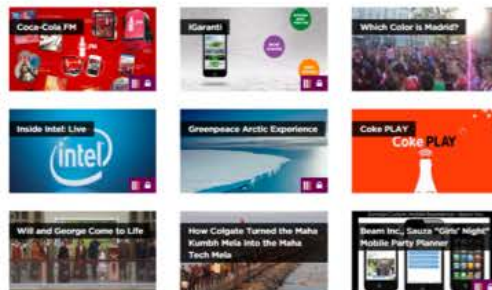 Coca-Cola FM
iGaranti
Which Color is Madrid?
Inside Intel: Live
intel
Greenpeace Arctic Experience
Coke PLAY
Coke PLAY
Will and George Come to Life
How Colgate Turned the Maha
Kumbh Mela into the Maha
Tech Mela
Beam Inc., Sauza "Girls' Night"
Mobile Party Planner